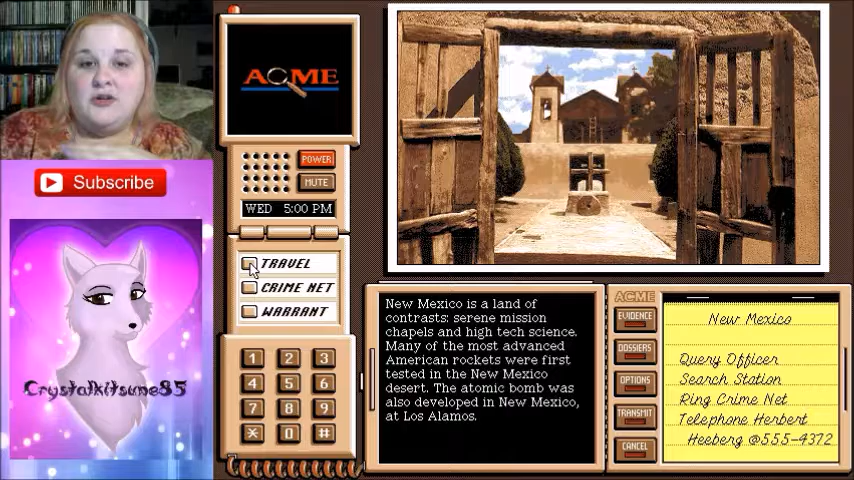 Subscribe
Crystalkitsune85
ACME
POWER
MUTE
WED 5:00 PM
TRAVEL
CRIME NET
WARRANT
1 2 3
4 5 6
7 8 9
* 0 #
New Mexico is a land of
contrasts: serene mission
chapels and high tech science.
Many of the most advanced
American rockets were first
tested in the New Mexico
desert. The atomic bomb was
also developed in New Mexico,
at Los Alamos.
ACME
EVIDENCE
DOSSIERS
OPTIONS
TRANSMIT
CANCEL
New Mexico
Query Officer
Search Station
Ring Crime Net
Telephone Herbert
Heeberg @555-4372